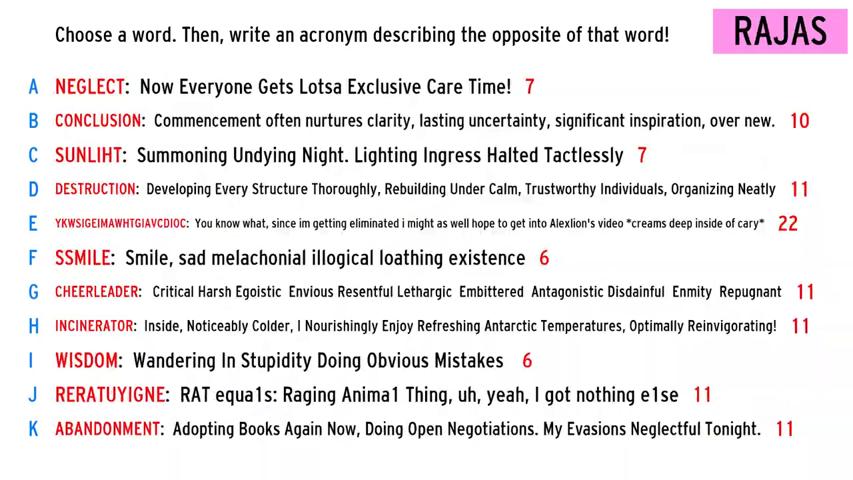 Choose a word. Then, write an acronym describing the opposite of that word! RAJAS
A NEGLECT: Now Everyone Gets Lotsa Exclusive Care Time! 7
B CONCLUSION: Commencement often nurtures clarity, lasting uncertainty, significant inspiration, over new. 10
C SUNLIHT: Summoning Undying Night. Lighting Ingress Halted Tactlessly 7
D DESTRUCTION: Developing Every Structure Thoroughly, Rebuilding Under Calm, Trustworthy Individuals, Organizing Neatly 11
E YKWSIGEIMAWHTGIAVCDIOC: You know what, since im getting eliminated i might as well hope to get into Alexlion's video *creams deep inside of cary* 22
F SSMILE: Smile, sad melachonial illogical loathing existence 6
G CHEERLEADER: Critical Harsh Egoistic Envious Resentful Lethargic Embittered Antagonistic Disdainful Enmity Repugnant 11
H INCINERATOR: Inside, Noticeably Colder, I Nourishingly Enjoy Refreshing Antarctic Temperatures, Optimally Reinvigorating! 11
I WISDOM: Wandering In Stupidity Doing Obvious Mistakes 6
J RERATUYIGNE: RAT equa1s: Raging Anima1 Thing, uh, yeah, I got nothing e1se 11
K ABANDONMENT: Adopting Books Again Now, Doing Open Negotiations. My Evasions Neglectful Tonight. 11